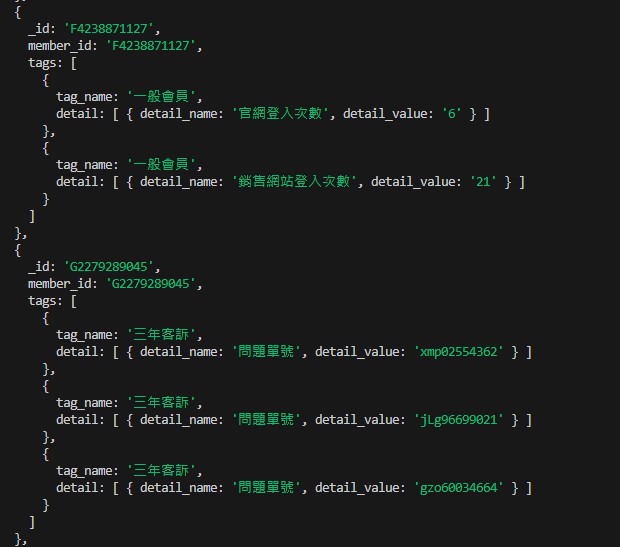 },
{
  _id: 'F4238871127',
  member_id: 'F4238871127',
  tags: [
    {
      tag_name: '一般會員',
      detail: [ { detail_name: '官網登入次數', detail_value: '6' } ]
    },
    {
      tag_name: '一般會員',
      detail: [ { detail_name: '銷售網站登入次數', detail_value: '21' } ]
    }
  ]
},
{
  _id: 'G2279289045',
  member_id: 'G2279289045',
  tags: [
    {
      tag_name: '三年客訴',
      detail: [ { detail_name: '問題單號', detail_value: 'xmp02554362' } ]
    },
    {
      tag_name: '三年客訴',
      detail: [ { detail_name: '問題單號', detail_value: 'jLg96699021' } ]
    },
    {
      tag_name: '三年客訴',
      detail: [ { detail_name: '問題單號', detail_value: 'gzo60034664' } ]
    }
  ]
},